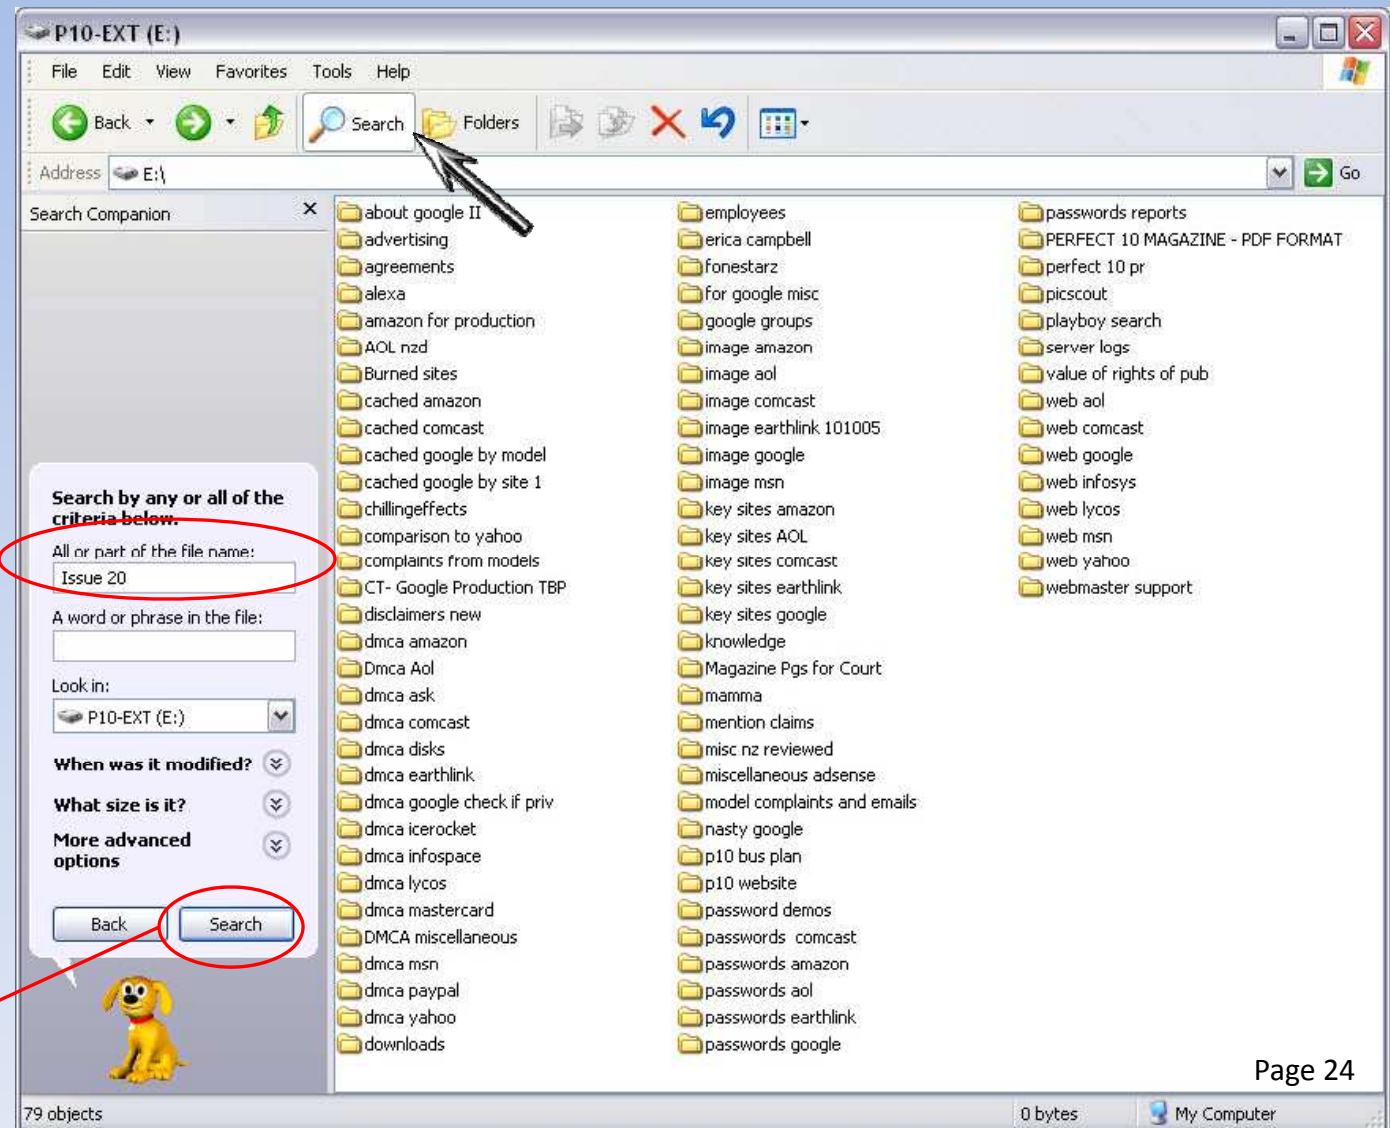 P10-EXT (E:)
File Edit View Favorites Tools Help
Back Search Folders
Address E:\ Go
Search Companion
Search by any or all of the
criteria below.
All or part of the file name:
Issue 20
A word or phrase in the file:
Look in:
P10-EXT (E:)
When was it modified?
What size is it?
More advanced
options
Back Search
about google II
advertising
agreements
alexa
amazon for production
AOL nzd
Burned sites
cached amazon
cached comcast
cached google by model
cached google by site 1
chillingeffects
comparison to yahoo
complaints from models
CT- Google Production TBP
disclaimers new
dmca amazon
Dmca Aol
dmca ask
dmca comcast
dmca disks
dmca earthlink
dmca google check if priv
dmca icerocket
dmca infospace
dmca lycos
dmca mastercard
DMCA miscellaneous
dmca msn
dmca paypal
dmca yahoo
downloads
employees
erica campbell
fonestarz
for google misc
google groups
image amazon
image aol
image comcast
image earthlink 101005
image google
image msn
key sites amazon
key sites AOL
key sites comcast
key sites earthlink
key sites google
knowledge
Magazine Pgs for Court
mamma
mention claims
misc nz reviewed
miscellaneous adsense
model complaints and emails
nasty google
p10 bus plan
p10 website
password demos
passwords  comcast
passwords amazon
passwords aol
passwords earthlink
passwords google
passwords reports
PERFECT 10 MAGAZINE - PDF FORMAT
perfect 10 pr
picscout
playboy search
server logs
value of rights of pub
web aol
web comcast
web google
web infosys
web lycos
web msn
web yahoo
webmaster support
Page 24
79 objects 0 bytes My Computer